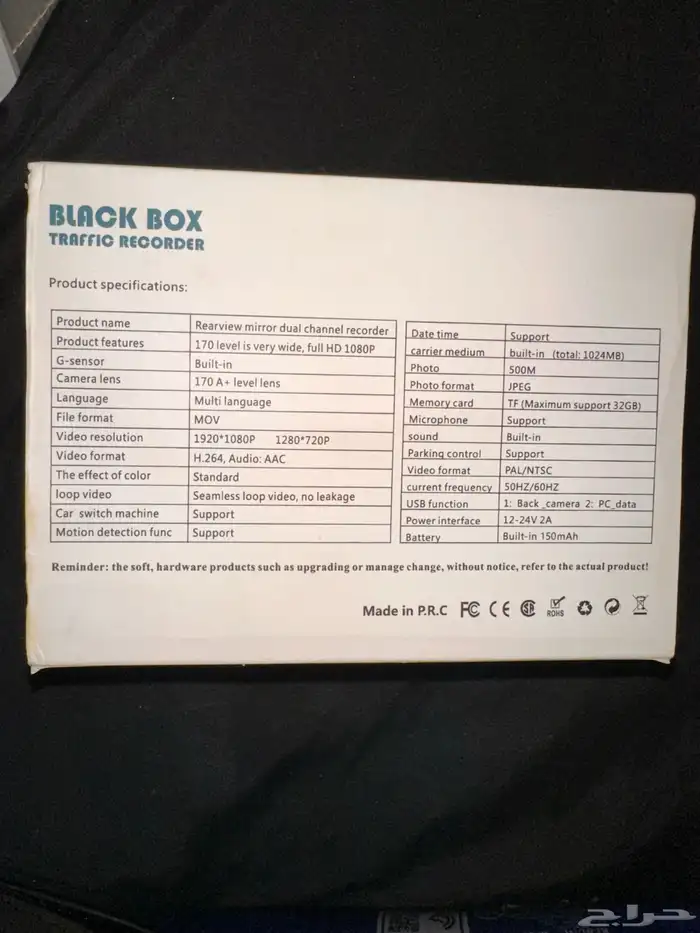 BLACK BOX
TRAFFIC RECORDER
Product specifications:
Product name Rearview mirror dual channel recorder
Product features 170 level is very wide, full HD 1080P
G-sensor Built-in
Camera lens 170 A+ level lens
Language Multi language
File format MOV
Video resolution 1920*1080P 1280*720P
Video format H.264, Audio: AAC
The effect of color Standard
loop video Seamless loop video, no leakage
Car switch machine Support
Motion detection func Support
Date time Support
carrier medium built-in (total: 1024MB)
Photo 500M
Photo format JPEG
Memory card TF (Maximum support 32GB)
Microphone Support
sound Built-in
Parking control Support
Video format PAL/NTSC
current frequency 50HZ/60HZ
USB function 1: Back_camera 2: PC_data
Power interface 12-24V 2A
Battery Built-in 150mAh
Reminder: the soft, hardware products such as upgrading or manage change, without notice, refer to the actual product!
Made in P.R.C FC CE ROHS
حراج